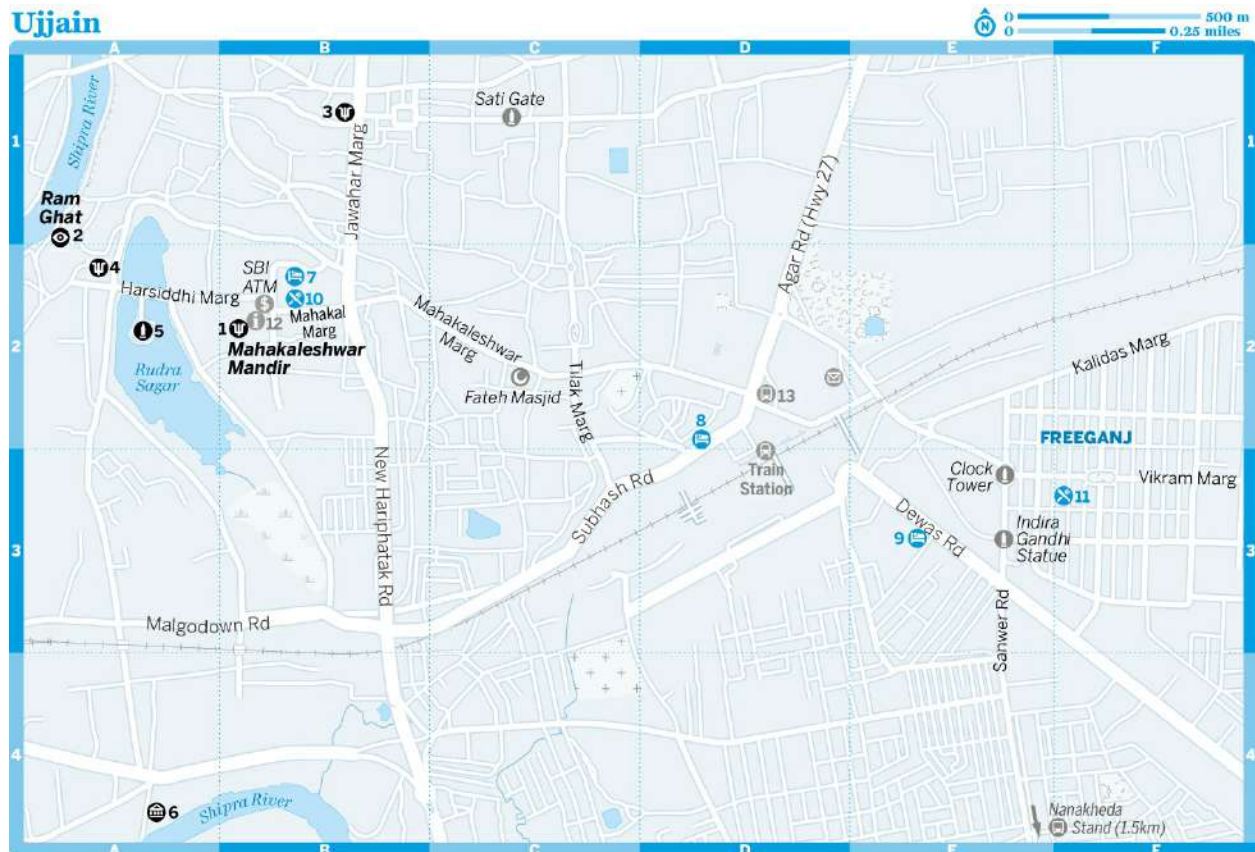 Ujjain
N
0 500 m
0 0.25 miles
A B C D E F
1
1
Shipra River
3
Jawahar Marg
Sati Gate
Agar Rd (Hwy 27)
Ram
Ghat
2
4
Harsiddhi Marg
SBI
ATM
$
7
10
Mahakal
Marg
5
1
12
Mahakaleshwar
Mandir
Rudra
Sagar
2
2
Mahakaleshwar
Marg
Fateh Masjid
Tilak Marg
13
8
Kalidas Marg
FREEGANJ
Train
Station
Clock
Tower
Vikram Marg
11
New Hariphatak Rd
Subhash Rd
9
Dewas Rd
Indira
Gandhi
Statue
3
3
Malgodown Rd
Sanwer Rd
4
4
6
Shipra River
Nanakheda
Stand (1.5km)
A B C D E F